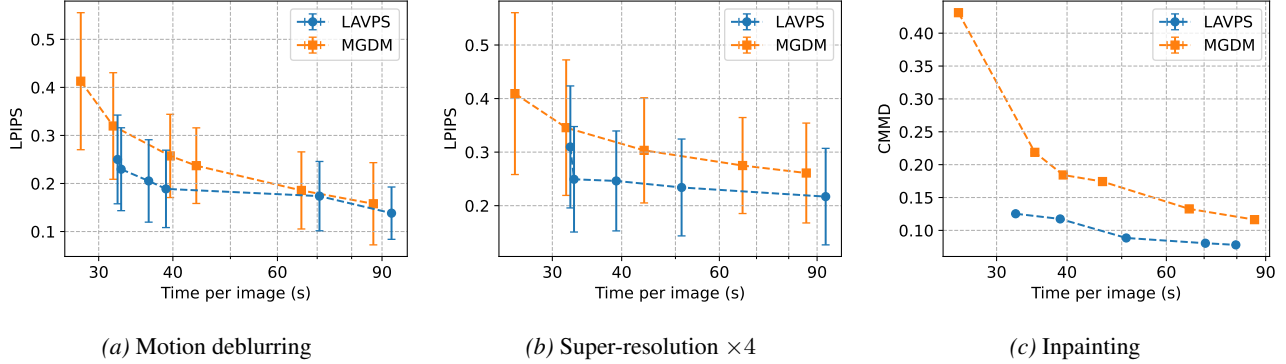 0.5
0.4
0.3
0.2
0.1
LPIPS
30 40 60 90
Time per image (s)
LAVPS
MGDM
(a) Motion deblurring
0.5
0.4
0.3
0.2
LPIPS
30 40 60 90
Time per image (s)
LAVPS
MGDM
(b) Super-resolution ×4
0.40
0.35
0.30
0.25
0.20
0.15
0.10
CMMD
30 40 60 90
Time per image (s)
LAVPS
MGDM
(c) Inpainting